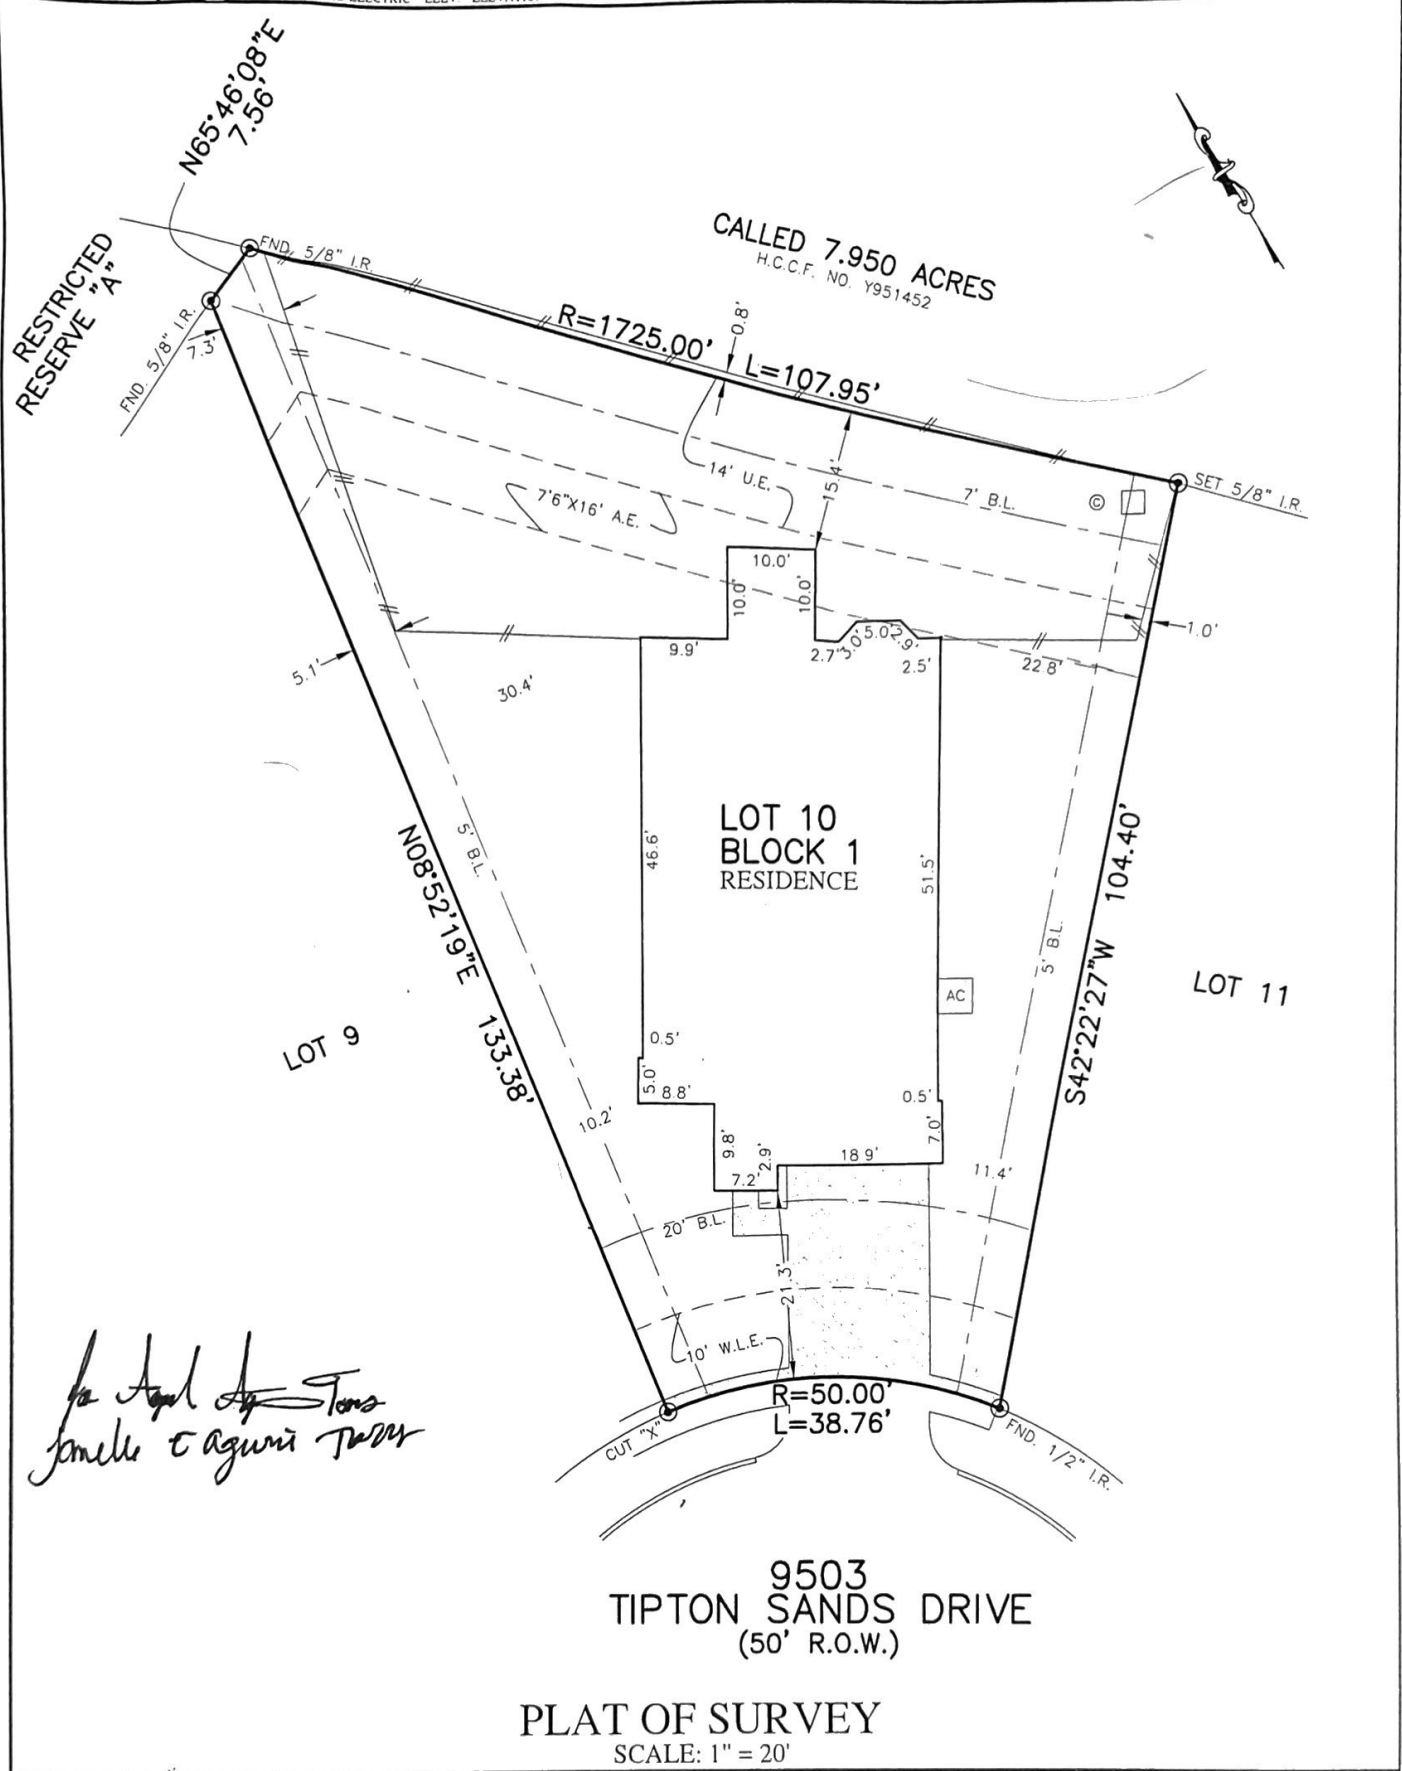 N65°46'08"E
7.56'
RESTRICTED
RESERVE "A"
FND. 5/8" I.R.
FND. 5/8" I.R.
7.3'
CALLED 7.950 ACRES
H.C.C.F. NO. Y951452
R=1725.00'
L=107.95'
0.8'
15.4'
14' U.E.
7'6"X16' A.E.
7' B.L.
©
SET 5/8" I.R.
10.0'
10.0'
10.0'
9.9'
2.7'
3.0'
5.0'
2.9'
2.5'
22.8'
1.0'
5.1'
30.4'
5' B.L.
46.6'
LOT 10
BLOCK 1
RESIDENCE
51.5'
N08°52'19"E 133.38'
S42°22'27"W 104.40'
5' B.L.
AC
LOT 9
LOT 11
0.5'
5.0'
8.8'
0.5'
7.0'
10.2'
9.8'
2.9'
7.2'
18.9'
11.4'
20' B.L.
21.3'
10' W.L.E.
R=50.00'
L=38.76'
CUT "X"
FND. 1/2" I.R.
9503
TIPTON SANDS DRIVE
(50' R.O.W.)
PLAT OF SURVEY
SCALE: 1" = 20'